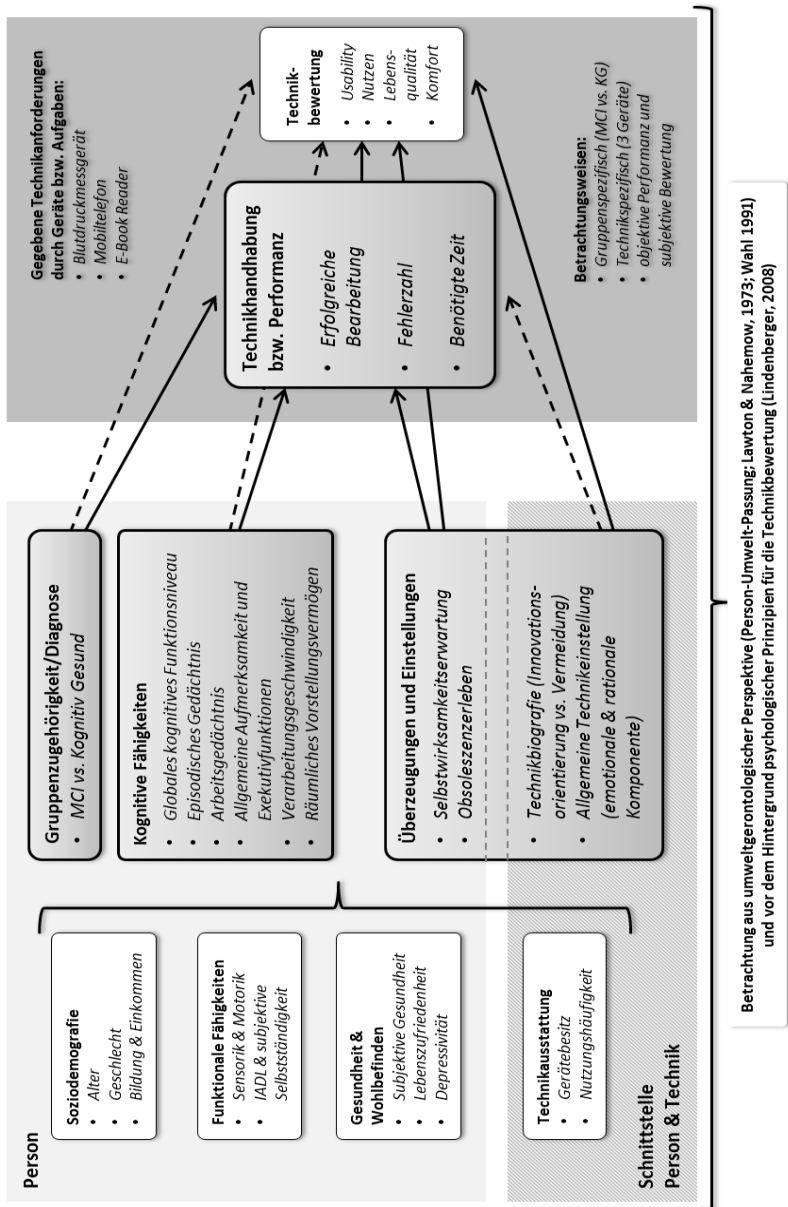 Person
Soziodemografie
• Alter
• Geschlecht
• Bildung & Einkommen
Funktionale Fähigkeiten
• Sensorik & Motorik
• IADL & subjektive
Selbstständigkeit
Gesundheit &
Wohlbefinden
• Subjektive Gesundheit
• Lebenszufriedenheit
• Depressivität
Technikausstattung
• Gerätebesitz
• Nutzungshäufigkeit
Schnittstelle
Person & Technik
Gruppenzugehörigkeit/Diagnose
• MCI vs. Kognitiv Gesund
Kognitive Fähigkeiten
• Globales kognitives Funktionsniveau
• Episodisches Gedächtnis
• Arbeitsgedächtnis
• Allgemeine Aufmerksamkeit und
Exekutivfunktionen
• Verarbeitungsgeschwindigkeit
• Räumliches Vorstellungsvermögen
Überzeugungen und Einstellungen
• Selbstwirksamkeitserwartung
• Obsoleszenzerleben
• Technikbiografie (Innovations-
orientierung vs. Vermeidung)
• Allgemeine Technikeinstellung
(emotionale & rationale
Komponente)
Gegebene Technikanforderungen
durch Geräte bzw. Aufgaben:
• Blutdruckmessgerät
• Mobiltelefon
• E-Book Reader
Technikhandhabung
bzw. Performanz
• Erfolgreiche
Bearbeitung
• Fehlerzahl
• Benötigte Zeit
Technik-
bewertung
• Usability
• Nutzen
• Lebens-
qualität
• Komfort
Betrachtungsweisen:
• Gruppenspezifisch (MCI vs. KG)
• Technikspezifisch (3 Geräte)
• objektive Performanz und
subjektive Bewertung
Betrachtung aus umweltgerontologischer Perspektive (Person-Umwelt-Passung; Lawton & Nahemow, 1973; Wahl 1991)
und vor dem Hintergrund psychologischer Prinzipien für die Technikbewertung (Lindenberger, 2008)